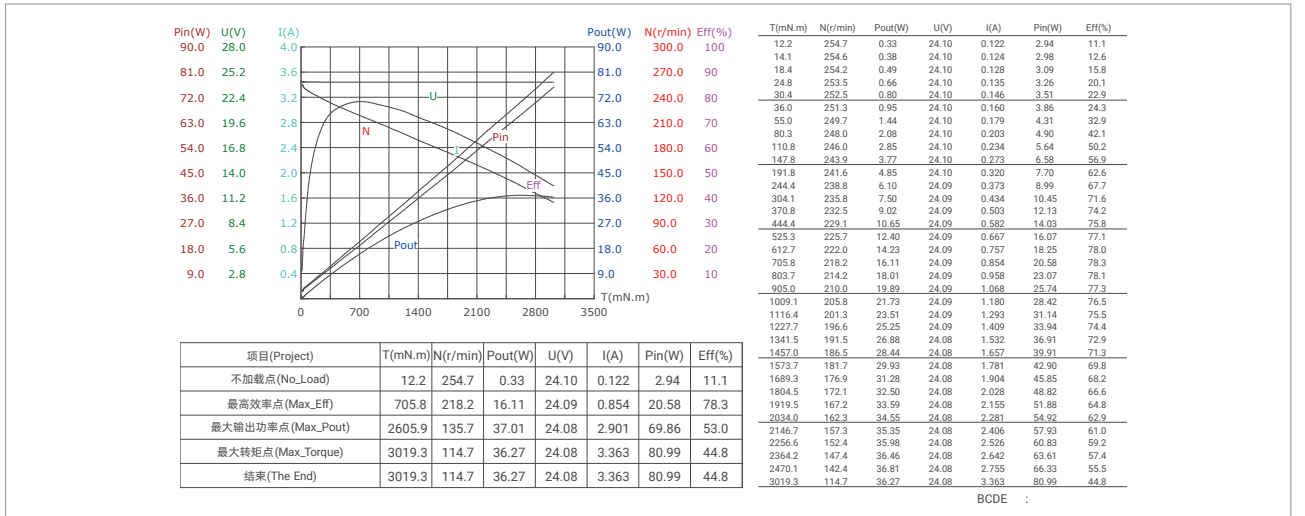 Pin(W) U(V) I(A) Pout(W) N(r/min) Eff(%)
90.0 28.0 4.0 90.0 300.0 100
81.0 25.2 3.6 81.0 270.0 90
72.0 22.4 3.2 72.0 240.0 80
63.0 19.6 2.8 63.0 210.0 70
54.0 16.8 2.4 54.0 180.0 60
45.0 14.0 2.0 45.0 150.0 50
36.0 11.2 1.6 36.0 120.0 40
27.0 8.4 1.2 27.0 90.0 30
18.0 5.6 0.8 18.0 60.0 20
9.0 2.8 0.4 9.0 30.0 10
U
N
Pin
I
Eff
Pout
T(mN.m)
0 700 1400 2100 2800 3500
项目(Project) T(mN.m) N(r/min) Pout(W) U(V) I(A) Pin(W) Eff(%)
不加载点(No_Load) 12.2 254.7 0.33 24.10 0.122 2.94 11.1
最高效率点(Max_Eff) 705.8 218.2 16.11 24.09 0.854 20.58 78.3
最大输出功率点(Max_Pout) 2605.9 135.7 37.01 24.08 2.901 69.86 53.0
最大转矩点(Max_Torque) 3019.3 114.7 36.27 24.08 3.363 80.99 44.8
结束(The End) 3019.3 114.7 36.27 24.08 3.363 80.99 44.8
T(mN.m) N(r/min) Pout(W) U(V) I(A) Pin(W) Eff(%)
12.2 254.7 0.33 24.10 0.122 2.94 11.1
14.1 254.6 0.38 24.10 0.124 2.98 12.6
18.4 254.2 0.49 24.10 0.128 3.09 15.8
24.8 253.5 0.66 24.10 0.135 3.26 20.1
30.4 252.5 0.80 24.10 0.146 3.51 22.9
36.0 251.3 0.95 24.10 0.160 3.86 24.3
55.0 249.7 1.44 24.10 0.179 4.31 32.9
80.3 248.0 2.08 24.10 0.203 4.90 42.1
110.8 246.0 2.85 24.10 0.234 5.64 50.2
147.8 243.9 3.77 24.10 0.273 6.58 56.9
191.8 241.6 4.85 24.10 0.320 7.70 62.6
244.4 238.8 6.10 24.09 0.373 8.99 67.7
304.1 235.8 7.50 24.09 0.434 10.45 71.6
370.8 232.5 9.02 24.09 0.503 12.13 74.2
444.4 229.1 10.65 24.09 0.582 14.03 75.8
525.3 225.7 12.40 24.09 0.667 16.07 77.1
612.7 222.0 14.23 24.09 0.757 18.25 78.0
705.8 218.2 16.11 24.09 0.854 20.58 78.3
803.7 214.2 18.01 24.09 0.958 23.07 78.1
905.0 210.0 19.89 24.09 1.068 25.74 77.3
1009.1 205.8 21.73 24.09 1.180 28.42 76.5
1116.4 201.3 23.51 24.09 1.293 31.14 75.5
1227.7 196.6 25.25 24.09 1.409 33.94 74.4
1341.5 191.5 26.88 24.08 1.532 36.91 72.9
1457.0 186.5 28.44 24.08 1.657 39.91 71.3
1573.7 181.7 29.93 24.08 1.781 42.90 69.8
1689.3 176.9 31.28 24.08 1.904 45.85 68.2
1804.5 172.1 32.50 24.08 2.028 48.82 66.6
1919.5 167.2 33.59 24.08 2.155 51.88 64.8
2034.0 162.3 34.55 24.08 2.281 54.92 62.9
2146.7 157.3 35.35 24.08 2.406 57.93 61.0
2256.6 152.4 35.98 24.08 2.526 60.83 59.2
2364.2 147.4 36.46 24.08 2.642 63.61 57.4
2470.1 142.4 36.81 24.08 2.755 66.33 55.5
3019.3 114.7 36.27 24.08 3.363 80.99 44.8
BCDE :